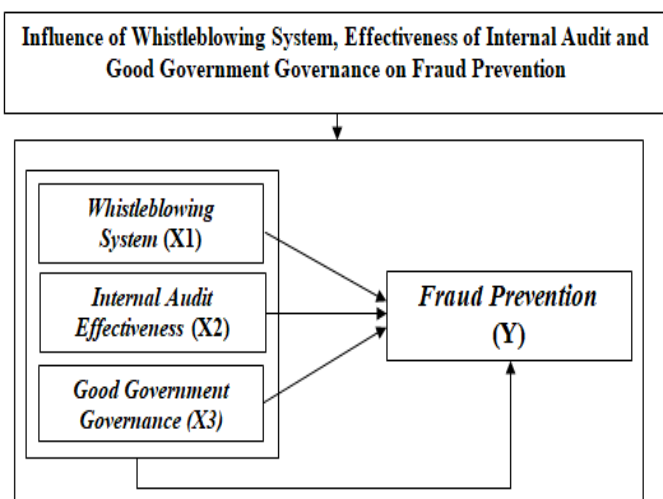 Influence of Whistleblowing System, Effectiveness of Internal Audit and
Good Government Governance on Fraud Prevention
Whistleblowing
System (X1)
Internal Audit
Effectiveness (X2)
Good Government
Governance (X3)
Fraud Prevention
(Y)